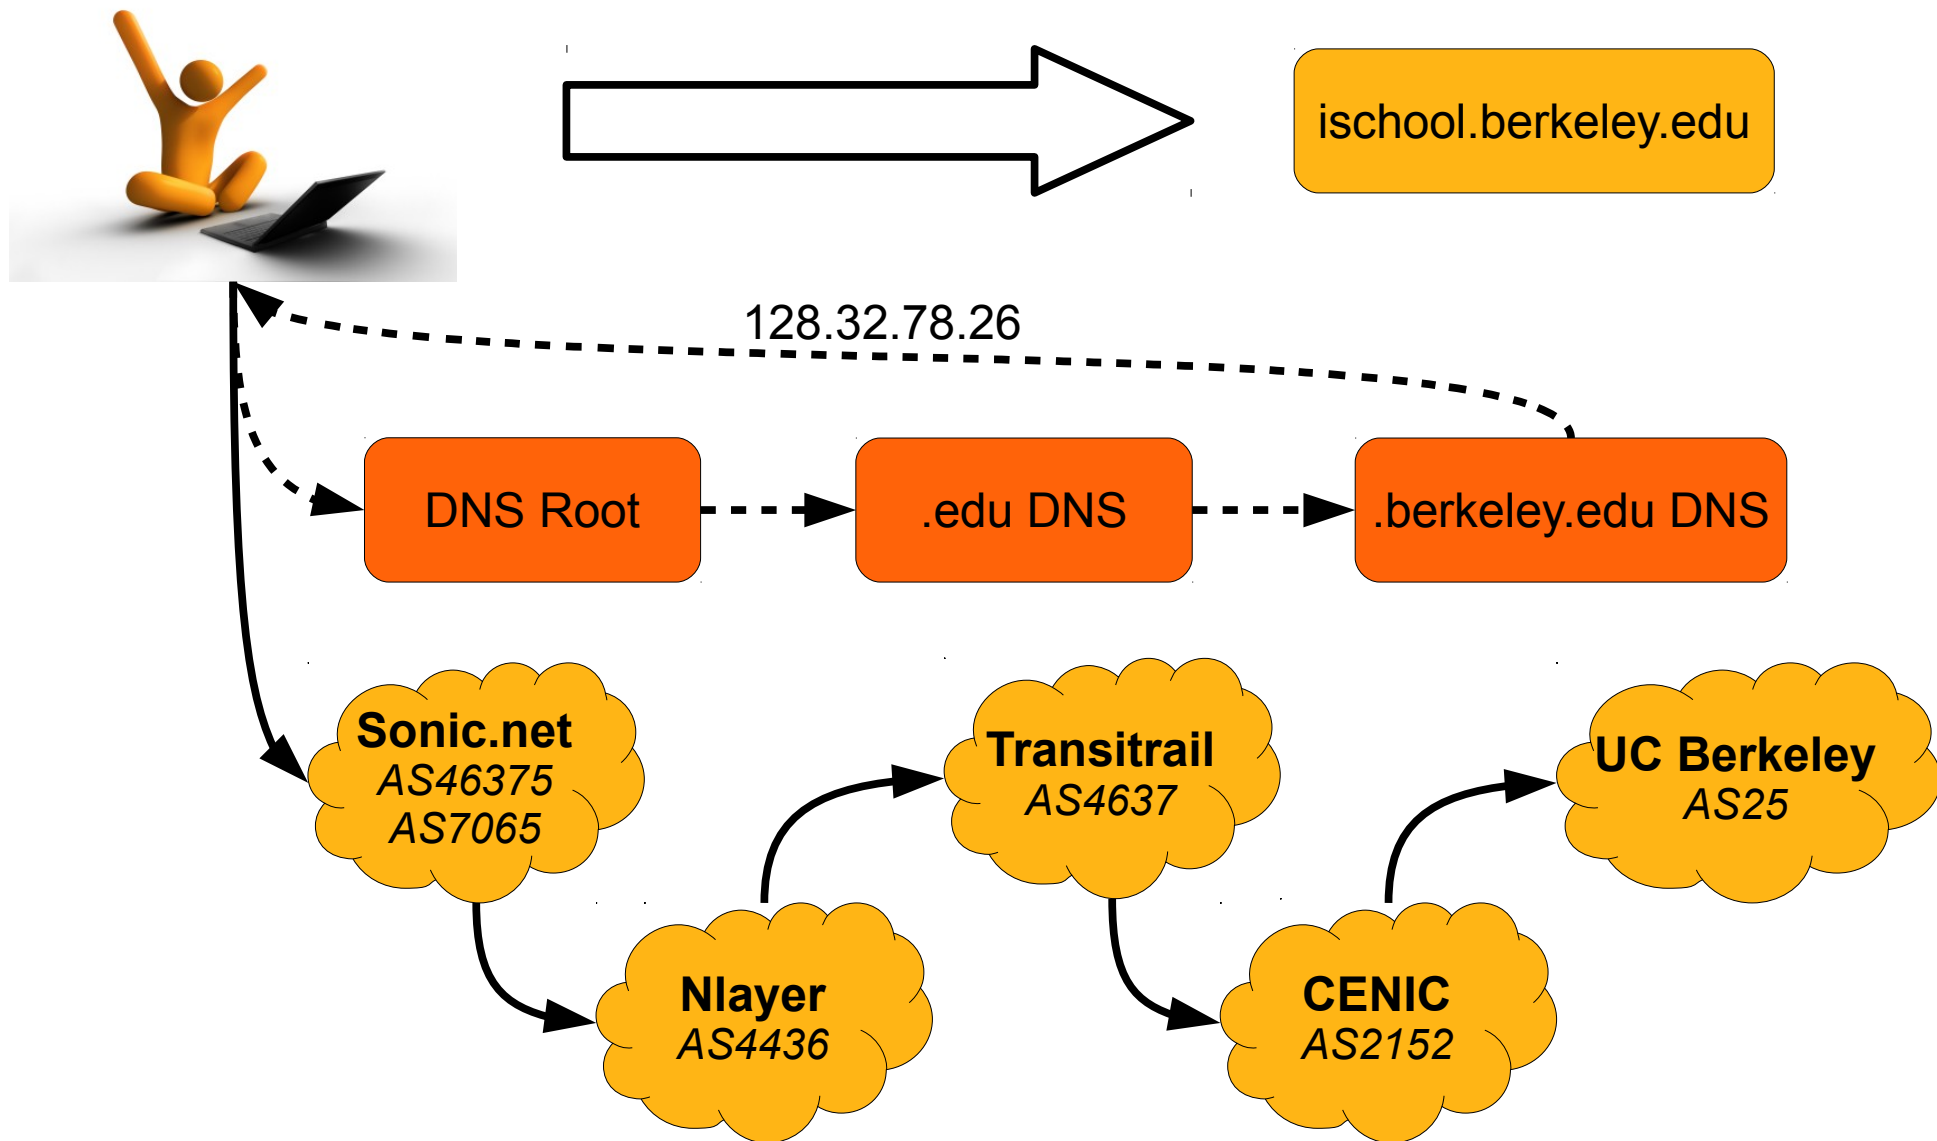 ischool.berkeley.edu
128.32.78.26
DNS Root
.edu DNS
.berkeley.edu DNS
Sonic.net
AS46375
AS7065
Nlayer
AS4436
Transitrail
AS4637
CENIC
AS2152
UC Berkeley
AS25